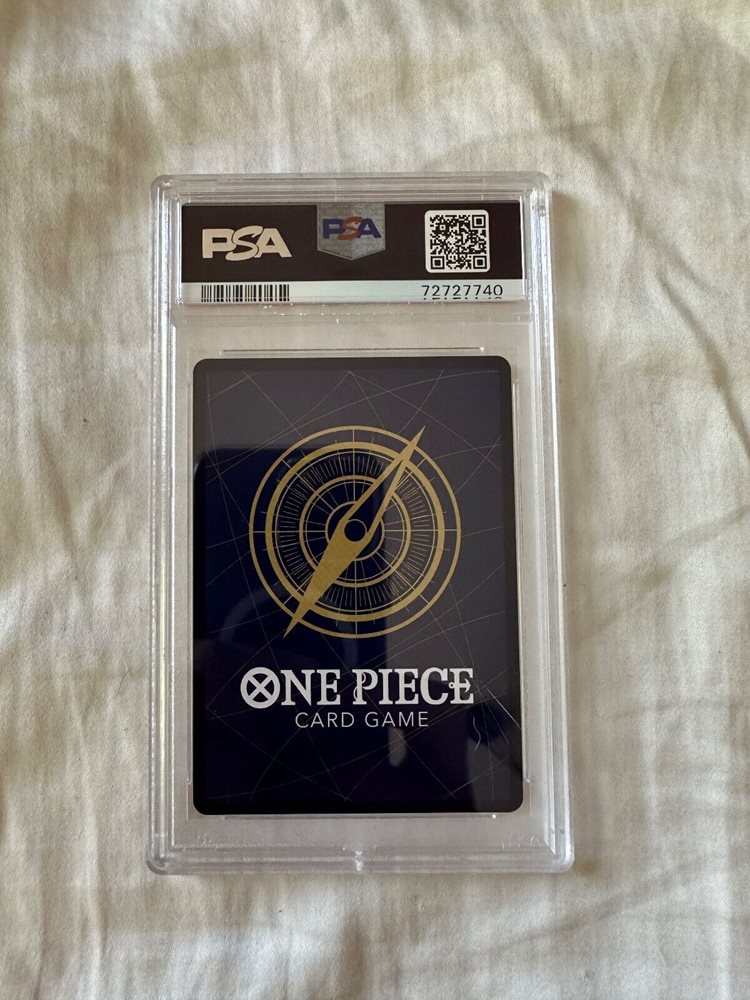 PSA
PSA
72727740
ONE PIECE
CARD GAME